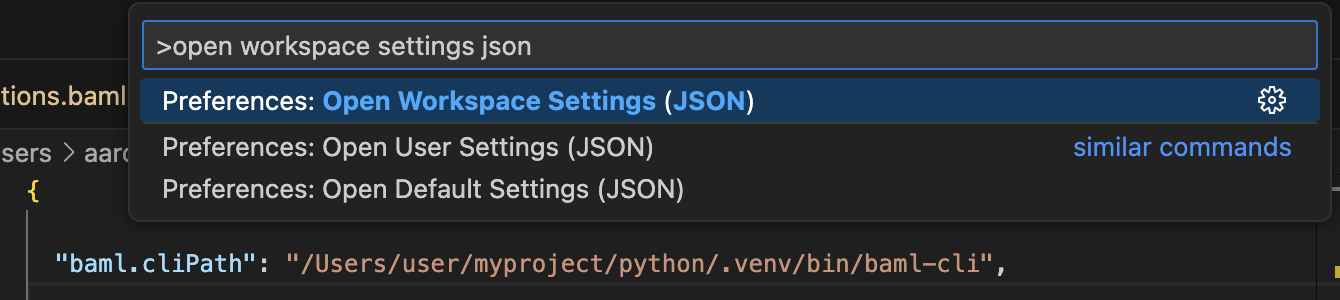 >open workspace settings json
tions.baml
Preferences: Open Workspace Settings (JSON)
sers > aarc
Preferences: Open User Settings (JSON) similar commands
Preferences: Open Default Settings (JSON)
{
"baml.cliPath": "/Users/user/myproject/python/.venv/bin/baml-cli",